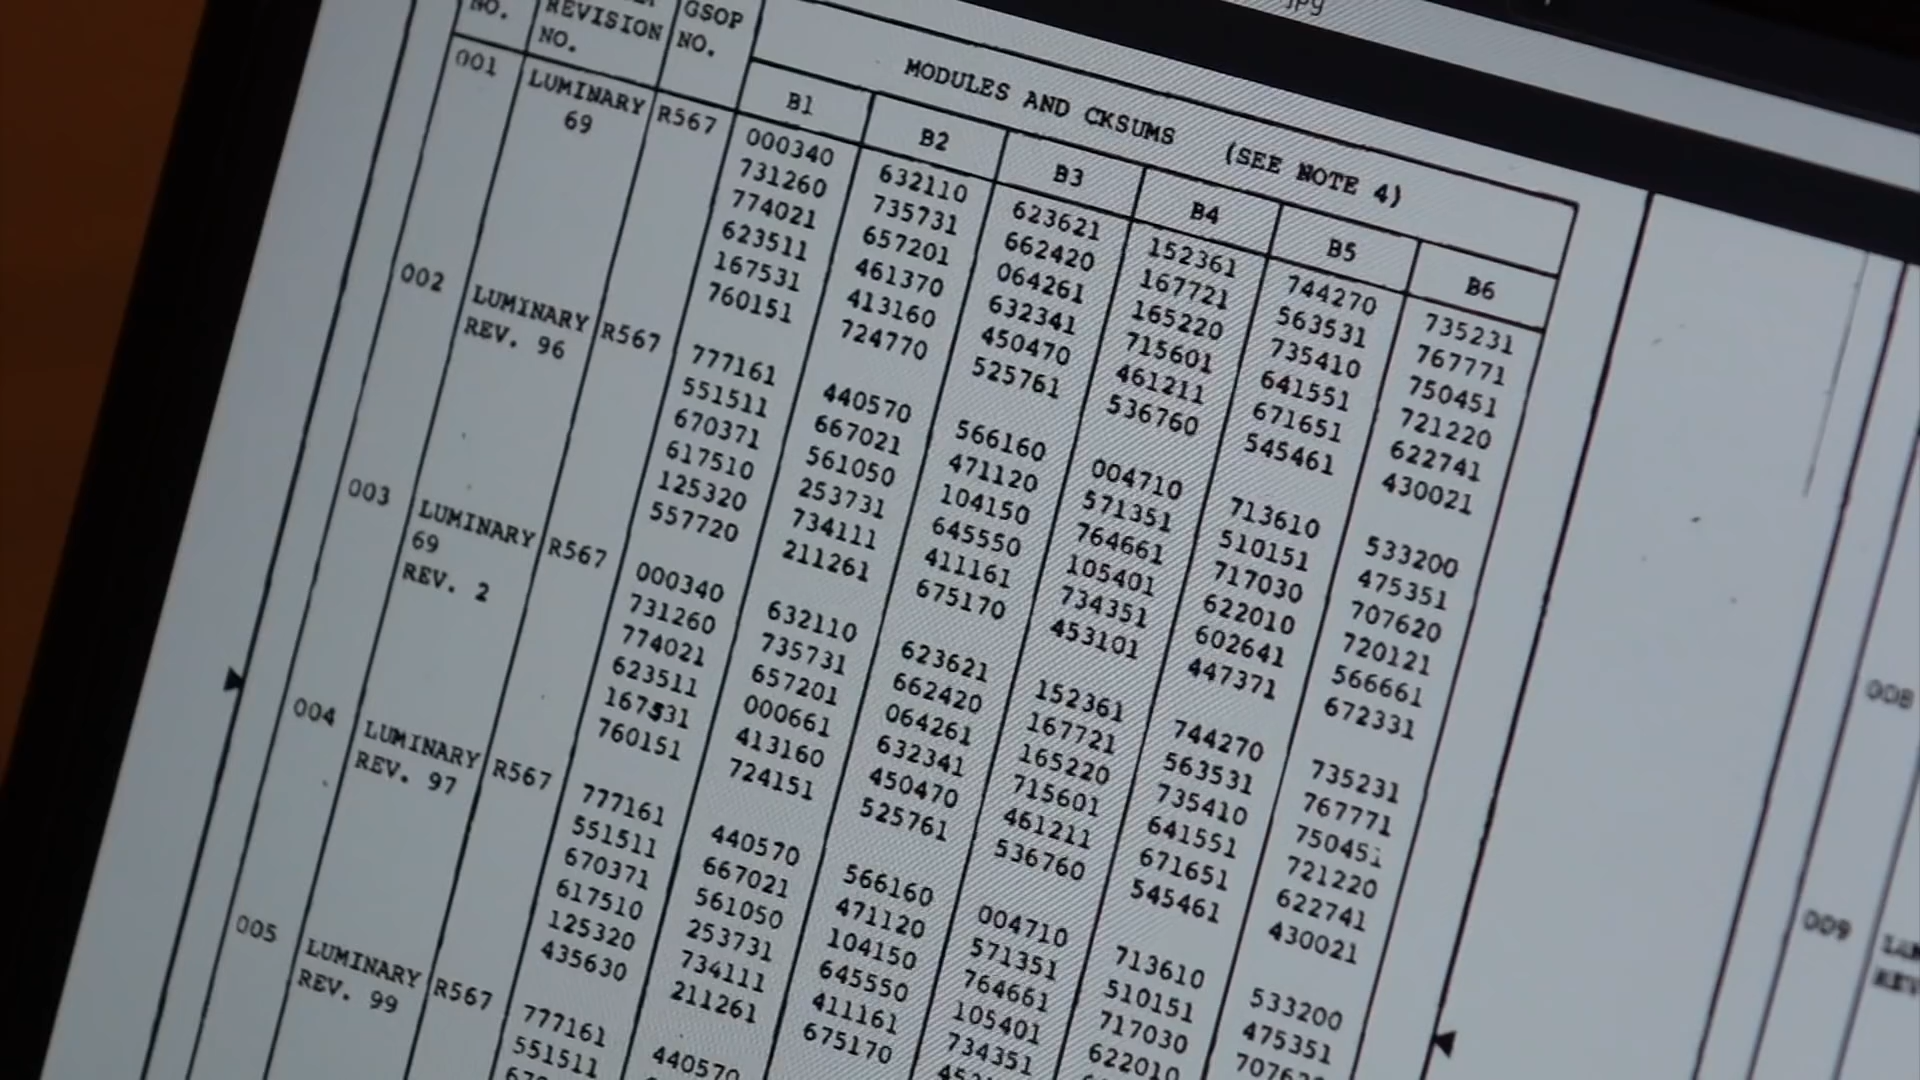 jpg
NO. REVISION NO. GSOP NO.
MODULES AND CKSUMS (SEE NOTE 4)
B1 B2 B3 B4 B5 B6
001 LUMINARY 69 R567
000340 632110 623621 152361 744270 735231
731260 735731 662420 167721 563531 767771
774021 657201 064261 165220 735410 750451
623511 461370 632341 715601 641551 721220
167531 413160 450470 461211 671651 622741
760151 724770 525761 536760 545461 430021
002 LUMINARY REV. 96 R567
777161 440570 566160 004710 713610 533200
551511 667021 471120 571351 510151 475351
670371 561050 104150 764661 717030 707620
617510 253731 645550 105401 622010 720121
125320 734111 411161 734351 602641 566661
557720 211261 675170 453101 447371 672331
003 LUMINARY 69 REV. 2 R567
000340 632110 623621 152361 744270 735231
731260 735731 662420 167721 563531 767771
774021 657201 064261 165220 735410 750451
623511 000661 632341 715601 641551 721220
167531 413160 450470 461211 671651 622741
760151 724151 525761 536760 545461 430021
004 LUMINARY REV. 97 R567
777161 440570 566160 004710 713610 533200
551511 667021 471120 571351 510151 475351
670371 561050 104150 764661 717030
617510 253731 645550 105401 622010
125320 734111 411161 734351
435630 211261 675170
005 LUMINARY REV. 99 R567
777161 440570
551511
008
009